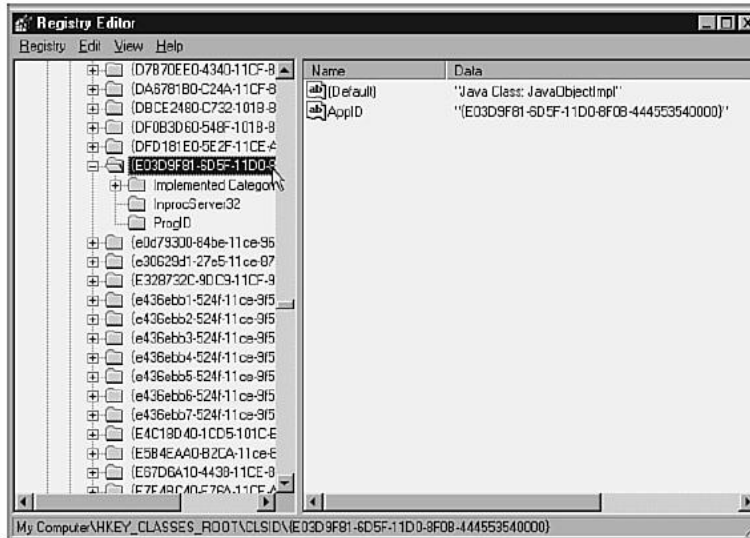 Registry Editor
Registry Edit View Help
{D7B70EE0-4340-11CF-8
{DA6781B0-C24A-11CF-8
{DBCE2480-C732-101B-8
{DF0B3D60-548F-101B-8
{DFD181E0-5E2F-11CE-A
{E03D9F81-6D5F-11D0-8
Implemented Categori
InprocServer32
ProgID
{e0d79300-84be-11ce-96
{e30629d1-27e5-11ce-87
{E328732C-9DC9-11CF-9
{e436ebb1-524f-11ce-9f5
{e436ebb2-524f-11ce-9f5
{e436ebb3-524f-11ce-9f5
{e436ebb4-524f-11ce-9f5
{e436ebb5-524f-11ce-9f5
{e436ebb6-524f-11ce-9f5
{e436ebb7-524f-11ce-9f5
{E4C18D40-1CD5-101C-B
{E5B4EAA0-B2CA-11ce-8
{E67D6A10-4438-11CE-8
Name Data
(Default) "Java Class: JavaObjectImpl"
AppID "{E03D9F81-6D5F-11D0-8F0B-444553540000}"
My Computer\HKEY_CLASSES_ROOT\CLSID\{E03D9F81-6D5F-11D0-8F0B-444553540000}